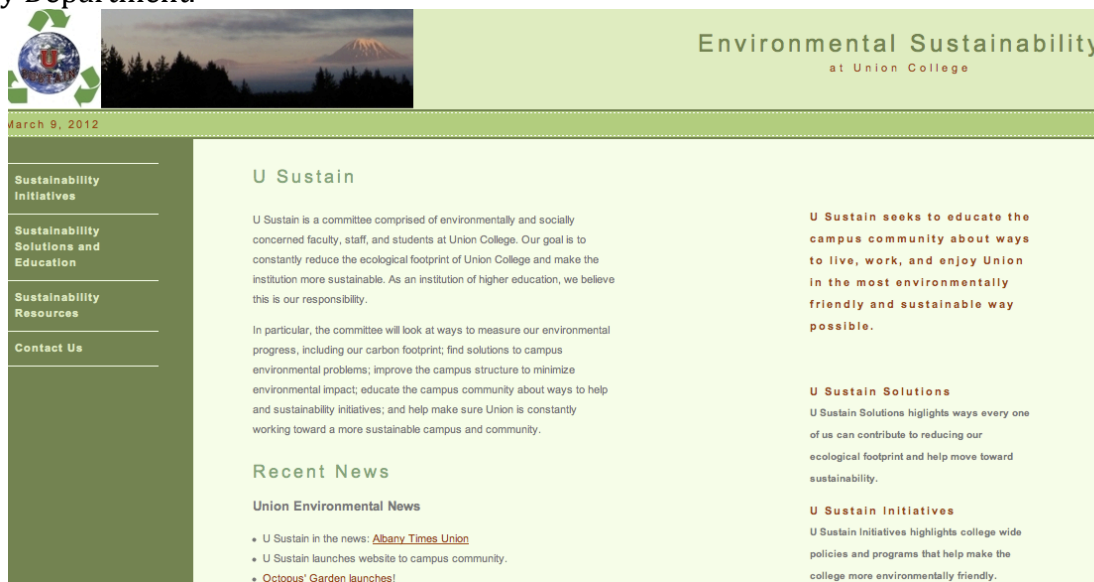 y Department.
U
SUSTAIN
Environmental Sustainability
at Union College
March 9, 2012
Sustainability
Initiatives
Sustainability
Solutions and
Education
Sustainability
Resources
Contact Us
U Sustain
U Sustain is a committee comprised of environmentally and socially
concerned faculty, staff, and students at Union College. Our goal is to
constantly reduce the ecological footprint of Union College and make the
institution more sustainable. As an institution of higher education, we believe
this is our responsibility.
In particular, the committee will look at ways to measure our environmental
progress, including our carbon footprint; find solutions to campus
environmental problems; improve the campus structure to minimize
environmental impact; educate the campus community about ways to help
and sustainability initiatives; and help make sure Union is constantly
working toward a more sustainable campus and community.
Recent News
Union Environmental News
• U Sustain in the news: Albany Times Union
• U Sustain launches website to campus community.
• Octopus' Garden launches!
U Sustain seeks to educate the
campus community about ways
to live, work, and enjoy Union
in the most environmentally
friendly and sustainable way
possible.
U Sustain Solutions
U Sustain Solutions higlights ways every one
of us can contribute to reducing our
ecological footprint and help move toward
sustainability.
U Sustain Initiatives
U Sustain Initiatives highlights college wide
policies and programs that help make the
college more environmentally friendly.